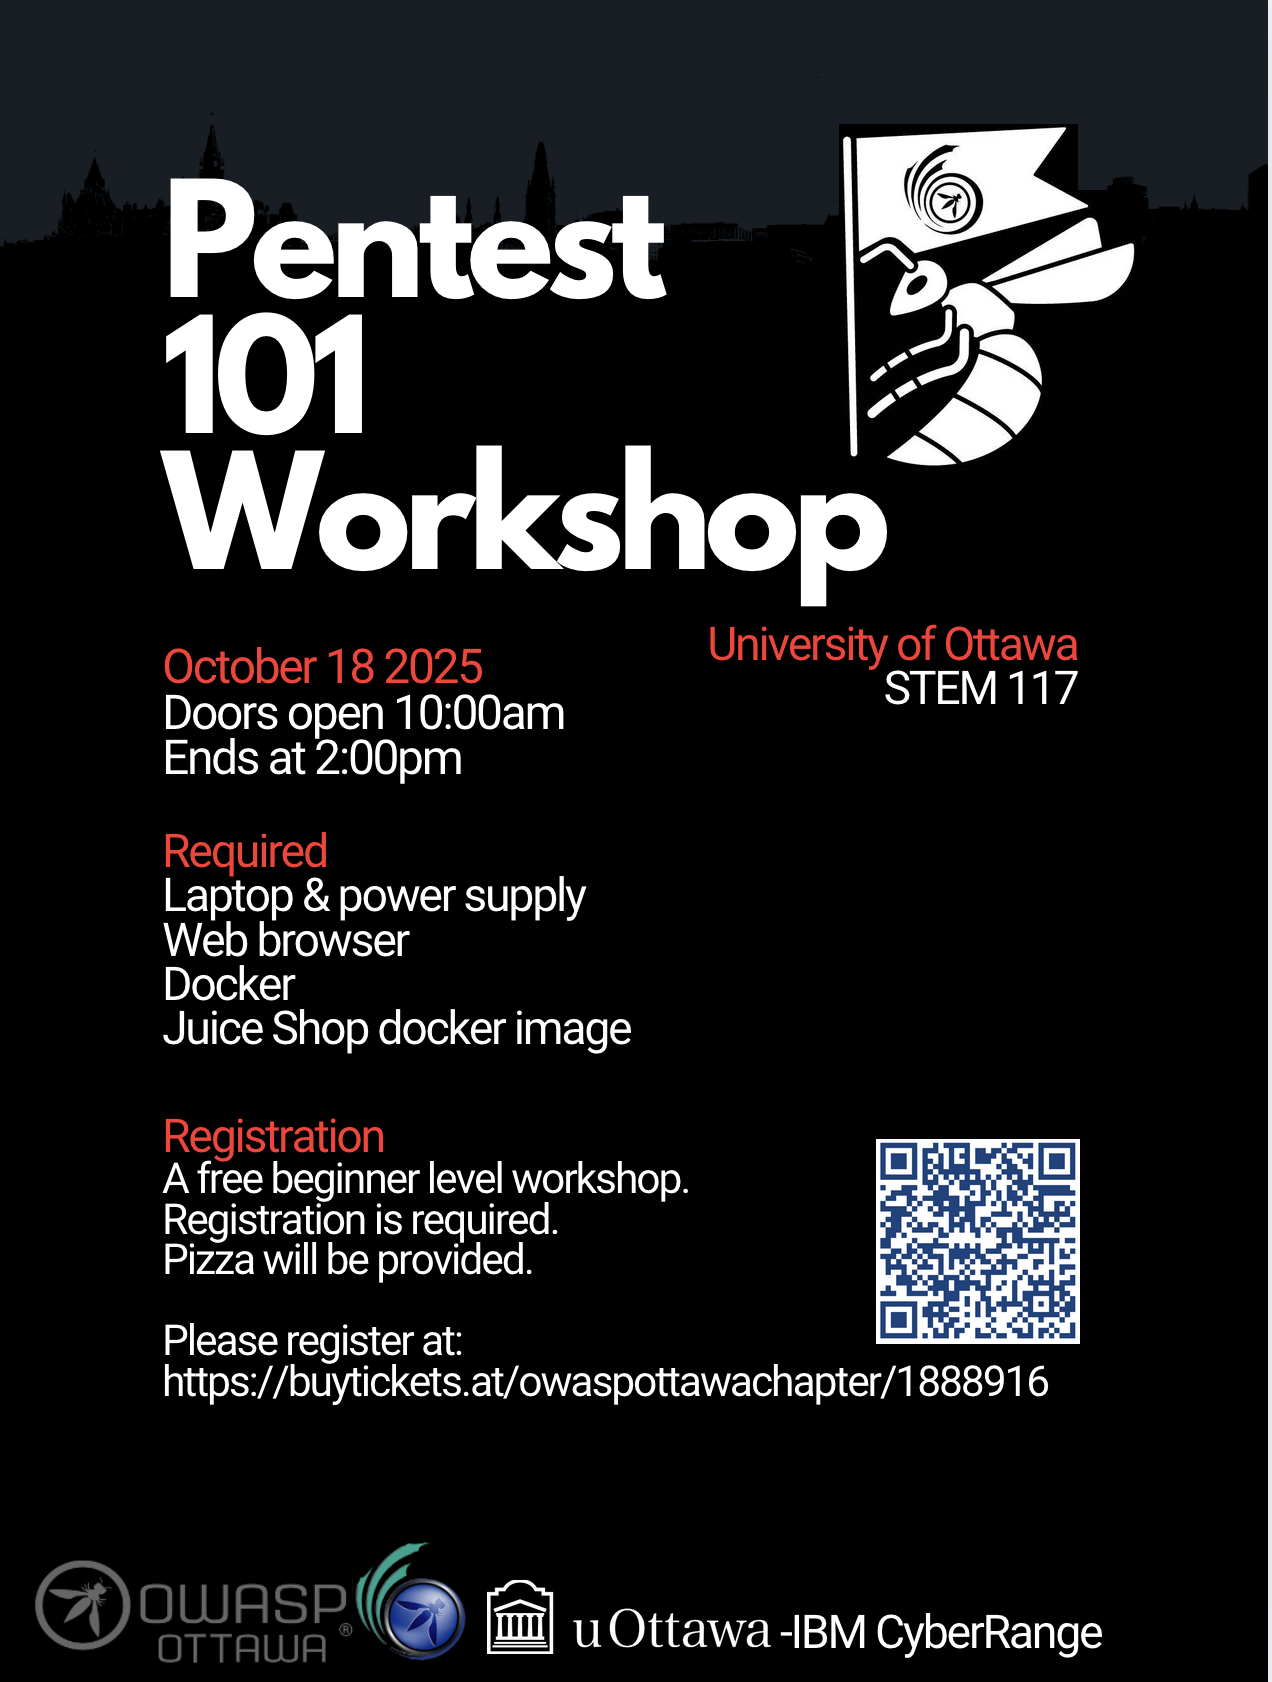 Pentest
101
Workshop
University of Ottawa
STEM 117
October 18 2025
Doors open 10:00am
Ends at 2:00pm
Required
Laptop & power supply
Web browser
Docker
Juice Shop docker image
Registration
A free beginner level workshop.
Registration is required.
Pizza will be provided.
Please register at:
https://buytickets.at/owaspottawachapter/1888916
OWASP®
OTTAWA
uOttawa -IBM CyberRange